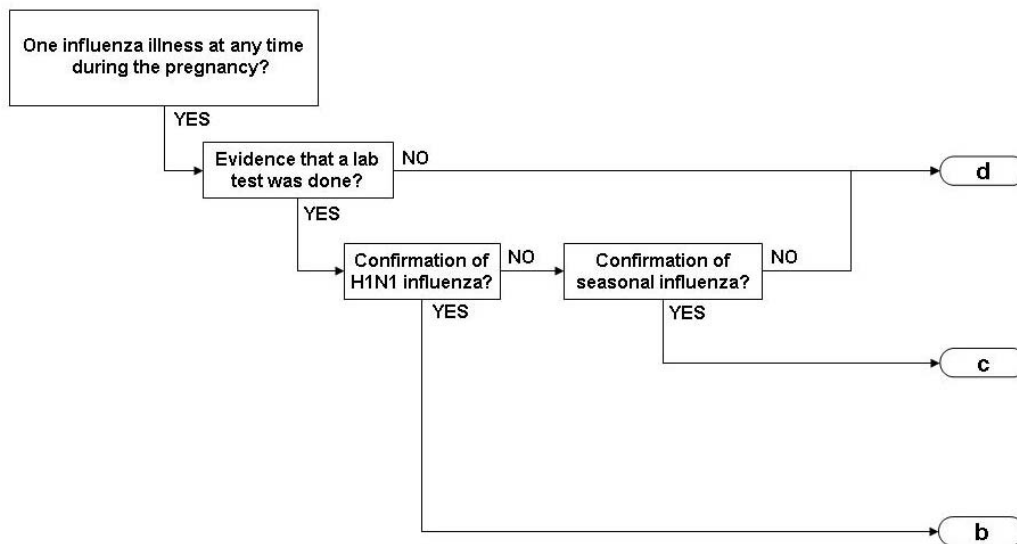 One influenza illness at any time
during the pregnancy?
YES
Evidence that a lab
test was done?
NO
d
YES
Confirmation of
H1N1 influenza?
NO
Confirmation of
seasonal influenza?
NO
YES
YES
c
b